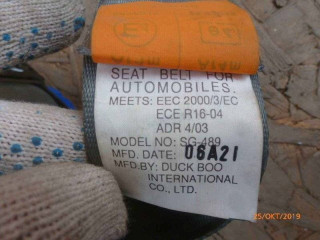 SEAT BELT FOR
AUTOMOBILES.
MEETS: EEC 2000/3/EC
ECE R16-04
ADR 4/03
MODEL NO: SG-489
MFD. DATE: 06A21
MFD.BY: DUCK BOO
INTERNATIONAL
CO., LTD.
25/OKT/2019